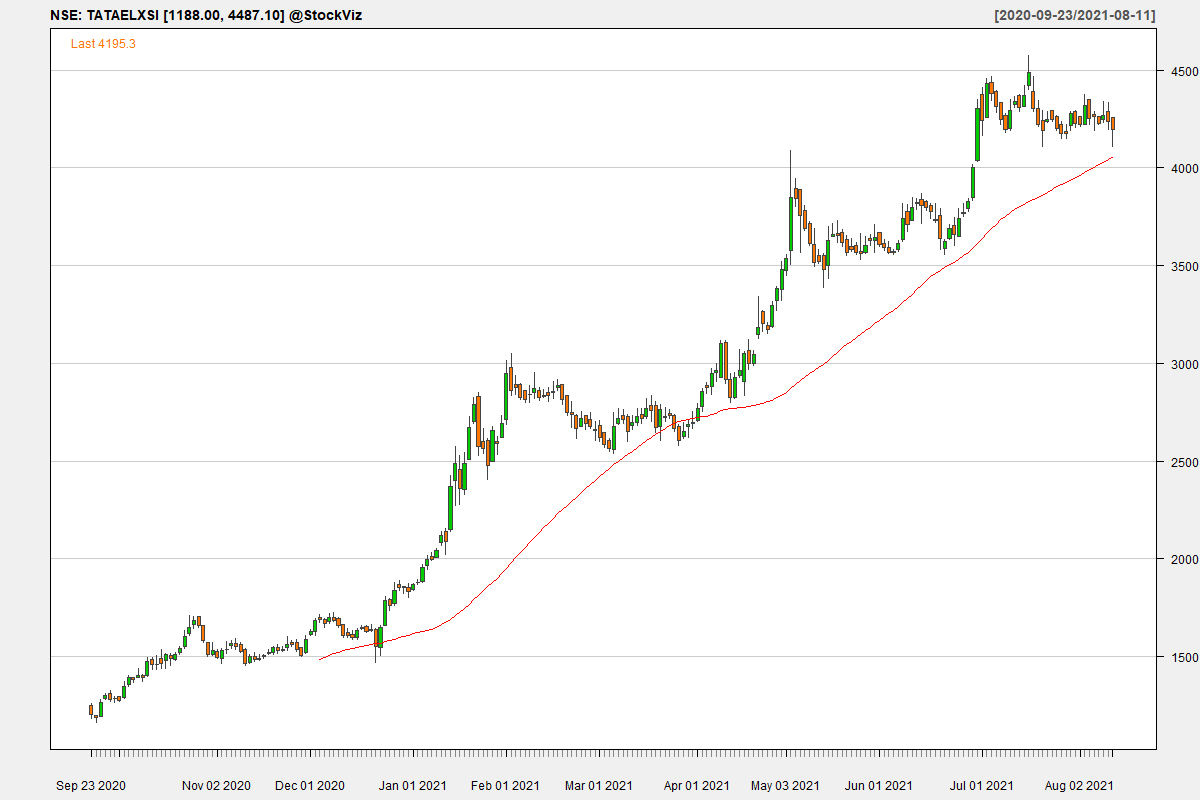 NSE: TATAELXSI [1188.00, 4487.10] @StockViz
[2020-09-23/2021-08-11]
Last 4195.3
4500
4000
3500
3000
2500
2000
1500
Sep 23 2020 Nov 02 2020 Dec 01 2020 Jan 01 2021 Feb 01 2021 Mar 01 2021 Apr 01 2021 May 03 2021 Jun 01 2021 Jul 01 2021 Aug 02 2021